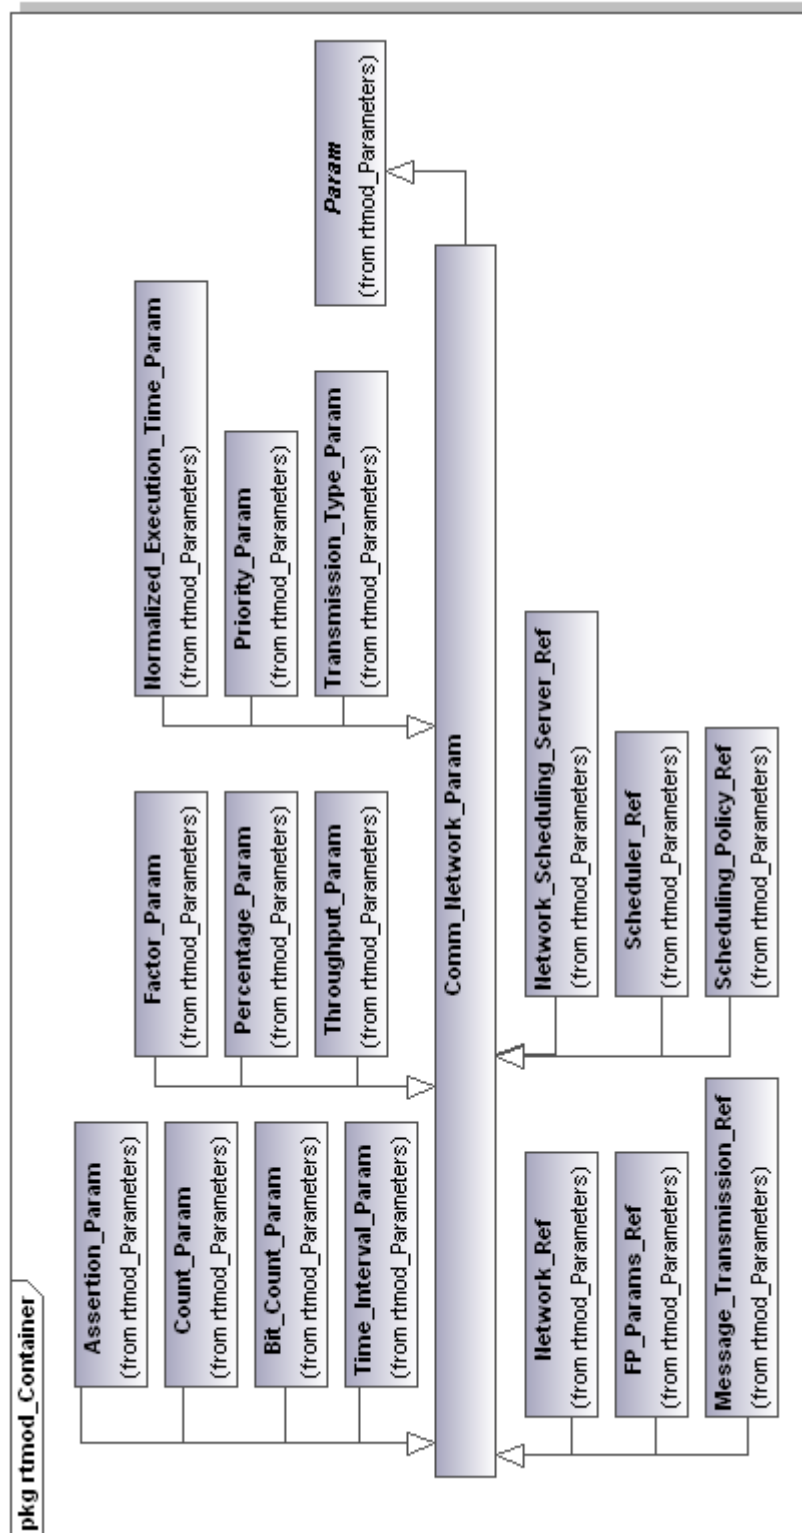 pkg rtmod_Container
Assertion_Param
(from rtmod_Parameters)
Count_Param
(from rtmod_Parameters)
Bit_Count_Param
(from rtmod_Parameters)
Time_Interval_Param
(from rtmod_Parameters)
Factor_Param
(from rtmod_Parameters)
Percentage_Param
(from rtmod_Parameters)
Throughput_Param
(from rtmod_Parameters)
Normalized_Execution_Time_Param
(from rtmod_Parameters)
Priority_Param
(from rtmod_Parameters)
Transmission_Type_Param
(from rtmod_Parameters)
Param
(from rtmod_Parameters)
Comm_Network_Param
Network_Ref
(from rtmod_Parameters)
FP_Params_Ref
(from rtmod_Parameters)
Message_Transmission_Ref
(from rtmod_Parameters)
Network_Scheduling_Server_Ref
(from rtmod_Parameters)
Scheduler_Ref
(from rtmod_Parameters)
Scheduling_Policy_Ref
(from rtmod_Parameters)